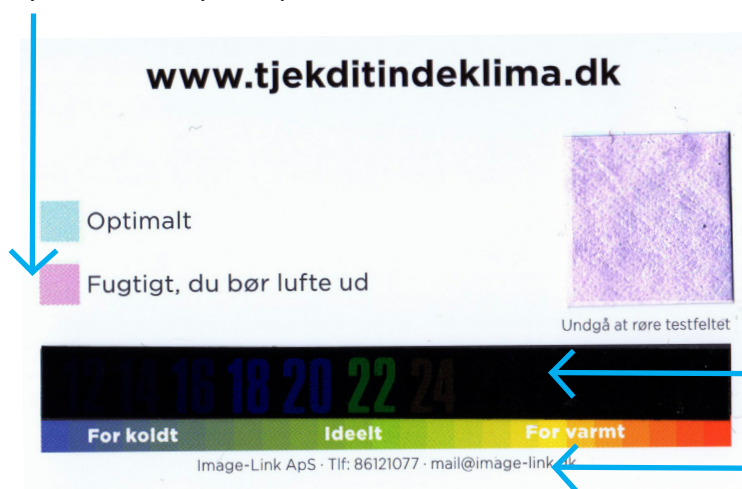 www.tjekditindeklima.dk
Optimalt
Fugtigt, du bør lufte ud
Undgå at røre testfeltet
12 14 16 18 20 22 24
For koldt Ideelt For varmt
Image-Link ApS · Tlf: 86121077 · mail@image-link.dk